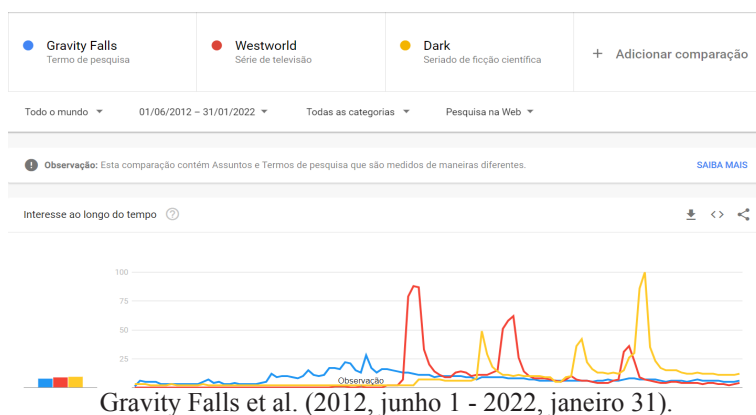 Gravity Falls
Termo de pesquisa
Westworld
Série de televisão
Dark
Seriado de ficção científica
+ Adicionar comparação
Todo o mundo
01/06/2012 – 31/01/2022
Todas as categorias
Pesquisa na Web
Observação: Esta comparação contém Assuntos e Termos de pesquisa que são medidos de maneiras diferentes.
SAIBA MAIS
Interesse ao longo do tempo
100
75
50
25
Observação
Gravity Falls et al. (2012, junho 1 - 2022, janeiro 31).